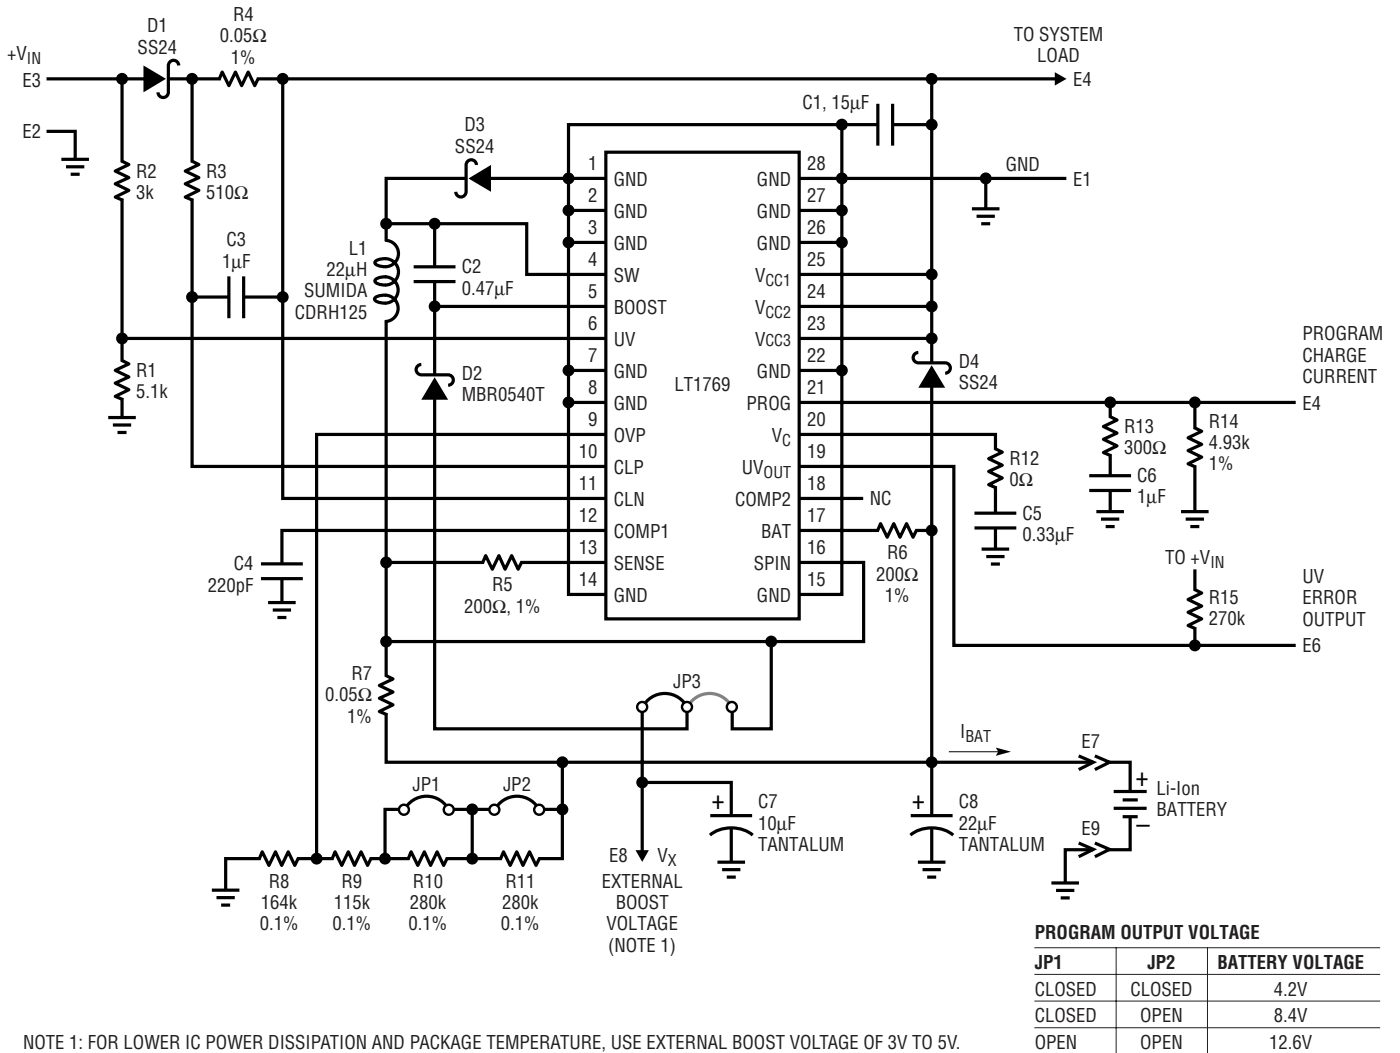 D1
SS24
R4
0.05Ω
1%
+VIN
E3
E2
TO SYSTEM
LOAD
E4
C1, 15µF
D3
SS24
R2
3k
R3
510Ω
GND
E1
C3
1µF
L1
22µH
SUMIDA
CDRH125
C2
0.47µF
R1
5.1k
D2
MBR0540T
LT1769
1
GND
2
GND
3
GND
4
SW
5
BOOST
6
UV
7
GND
8
GND
9
OVP
10
CLP
11
CLN
12
COMP1
13
SENSE
14
GND
28
GND
27
GND
26
GND
25
VCC1
24
VCC2
23
VCC3
22
GND
21
PROG
20
VC
19
UVOUT
18
COMP2
NC
17
BAT
16
SPIN
15
GND
D4
SS24
PROGRAM
CHARGE
CURRENT
E4
R13
300Ω
R14
4.93k
1%
C6
1µF
R12
0Ω
C5
0.33µF
R6
200Ω
1%
C4
220pF
R5
200Ω, 1%
TO +VIN
R15
270k
UV
ERROR
OUTPUT
E6
R7
0.05Ω
1%
JP3
IBAT
E7
+
Li-Ion
BATTERY
–
E9
JP1
JP2
+
C7
10µF
TANTALUM
+
C8
22µF
TANTALUM
R8
164k
0.1%
R9
115k
0.1%
R10
280k
0.1%
R11
280k
0.1%
E8 VX
EXTERNAL
BOOST
VOLTAGE
(NOTE 1)
PROGRAM OUTPUT VOLTAGE
JP1 JP2 BATTERY VOLTAGE
CLOSED CLOSED 4.2V
CLOSED OPEN 8.4V
OPEN OPEN 12.6V
NOTE 1: FOR LOWER IC POWER DISSIPATION AND PACKAGE TEMPERATURE, USE EXTERNAL BOOST VOLTAGE OF 3V TO 5V.